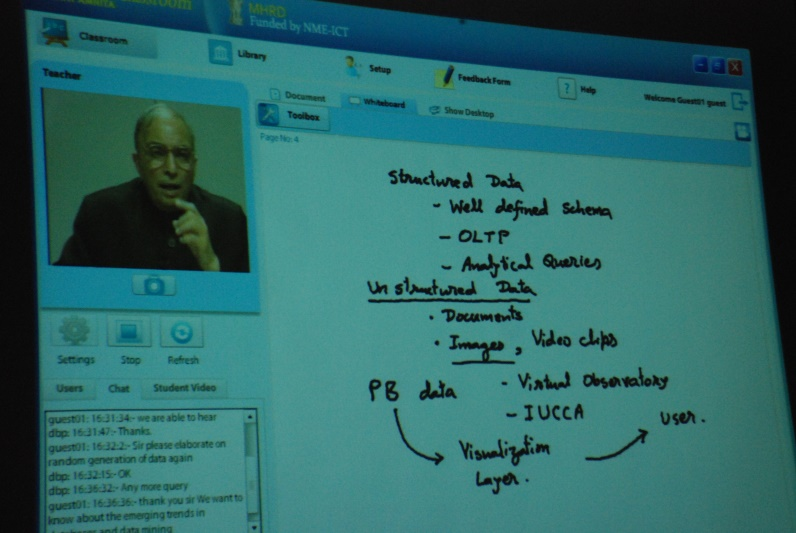 MHRD
Funded by NME-ICT
Classroom
Library
Setup
Feedback Form
Help
Welcome Guest01 guest
Teacher
Document
Whiteboard
Show Desktop
Toolbox
Page No: 4
Structured Data
- Well defined Schema
- OLTP
- Analytical Queries
Unstructured Data
· Documents
· Images, Video clips
PB data
- Virtual Observatory
- IUCCA
user.
Visualization
Layer.
Settings
Stop
Refresh
Users
Chat
Student Video
guest01: 16:31:34:- we are able to hear
dbp: 16:31:47:- Thanks.
guest01: 16:32:2:- Sir please elaborate on
random generation of data again
dbp: 16:32:15:- OK
dbp: 16:36:32:- Any more query
guest01: 16:36:36:- thank you sir We want to
know about the emerging trends in
and data mining